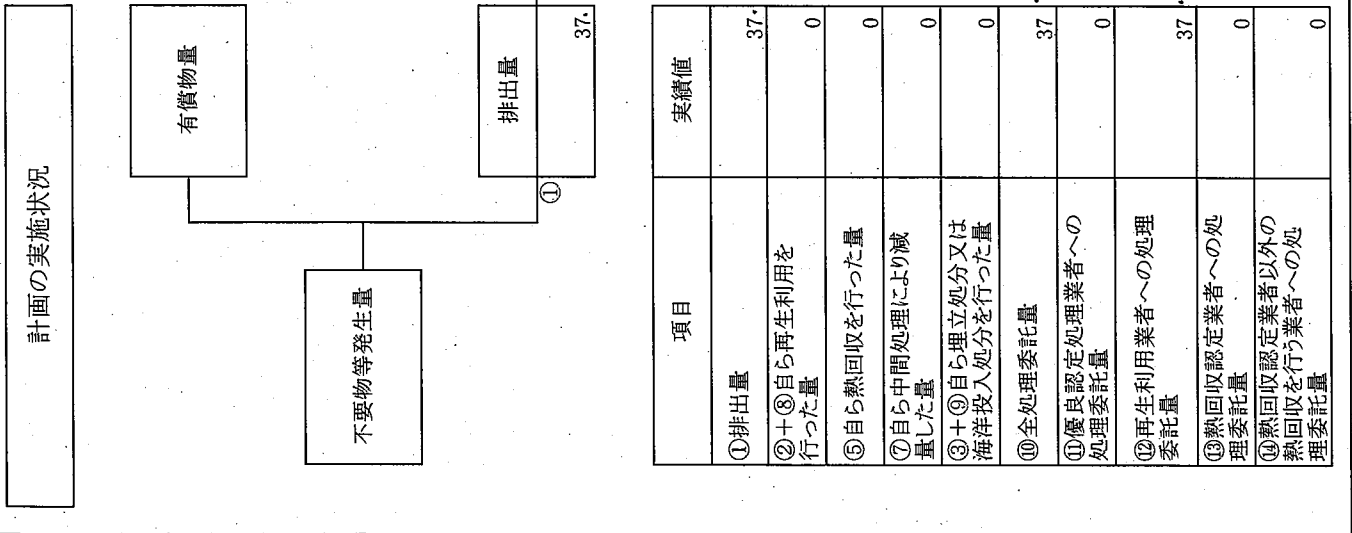 計画の実施状況
有償物量
不要物等発生量
排出量
①
37.
項目
実績値
①排出量
37.
②+⑧自ら再生利用を
行った量
0
⑤自ら熱回収を行った量
0
⑦自ら中間処理により減
量した量
0
③+⑨自ら埋立処分又は
海洋投入処分を行った量
0
⑩全処理委託量
37
⑪優良認定処理業者への
処理委託量
0
⑫再生利用業者への処理
委託量
37
⑬熱回収認定業者への処
理委託量
0
⑭熱回収認定業者以外の
熱回収を行う業者への処
理委託量
0